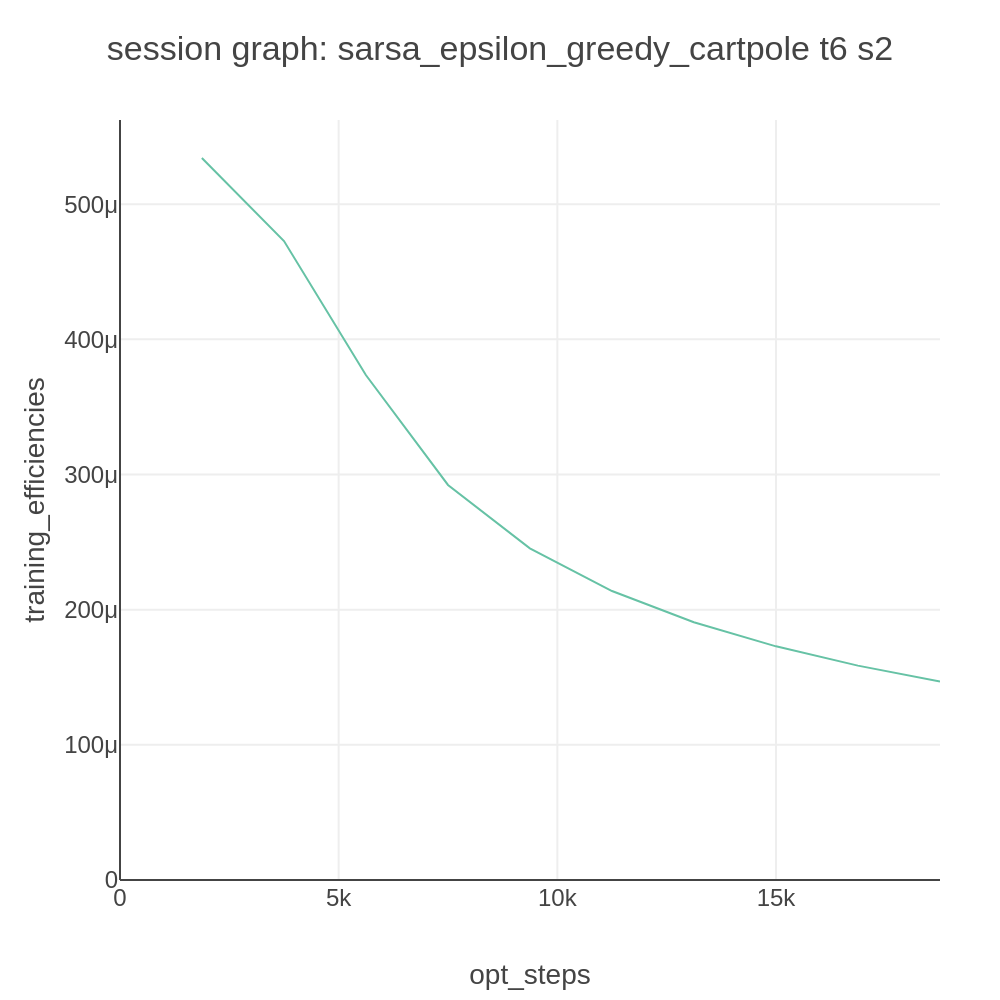 session graph: sarsa_epsilon_greedy_cartpole t6 s2
training_efficiencies
500μ
400μ
300μ
200μ
100μ
0
0 5k 10k 15k
opt_steps